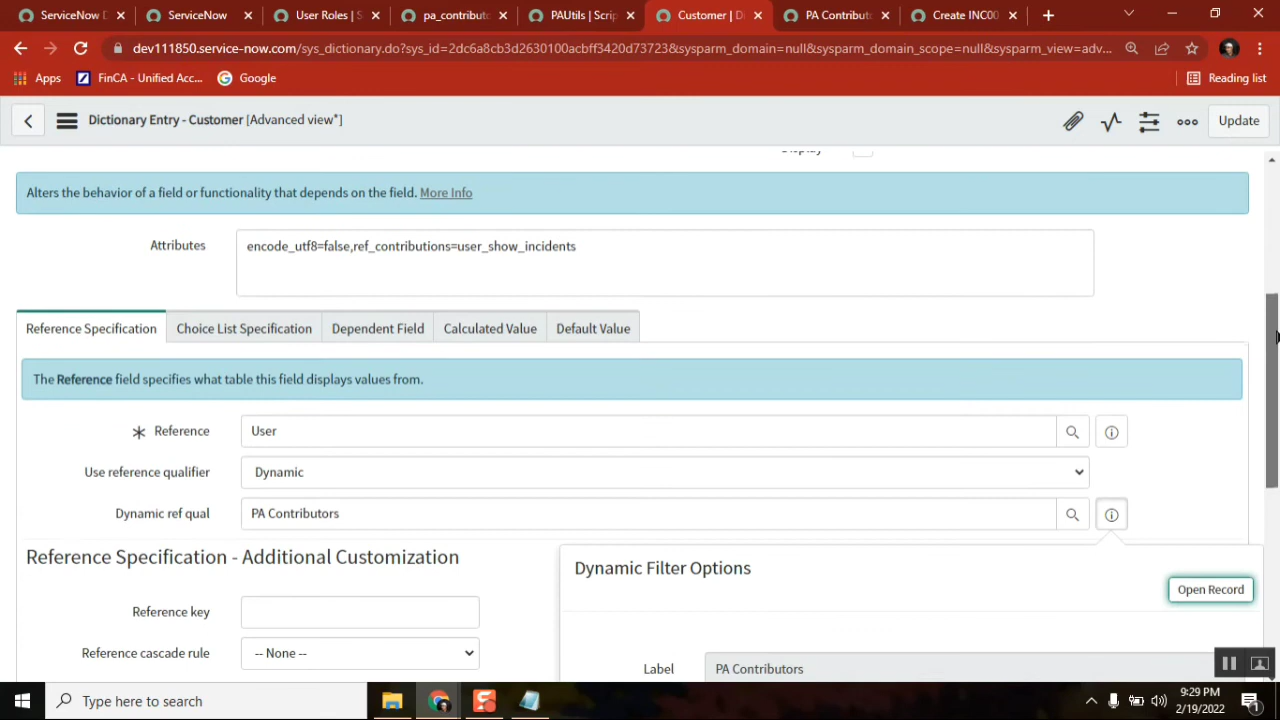 ServiceNow D
ServiceNow
User Roles | S
pa_contributo
PAUtils | Scrip
Customer | Di
PA Contributo
Create INC00
dev111850.service-now.com/sys_dictionary.do?sys_id=2dc6a8cb3d2630100acbff3420d73723&sysparm_domain=null&sysparm_domain_scope=null&sysparm_view=adv...
Apps
FinCA - Unified Acc...
Google
Reading list
Dictionary Entry - Customer [Advanced view*]
Update
Display
Alters the behavior of a field or functionality that depends on the field. More Info
Attributes
encode_utf8=false,ref_contributions=user_show_incidents
Reference Specification
Choice List Specification
Dependent Field
Calculated Value
Default Value
The Reference field specifies what table this field displays values from.
Reference
User
Use reference qualifier
Dynamic
Dynamic ref qual
PA Contributors
Reference Specification - Additional Customization
Dynamic Filter Options
Open Record
Reference key
Reference cascade rule
-- None --
Label
PA Contributors
Type here to search
9:29 PM
2/19/2022
1